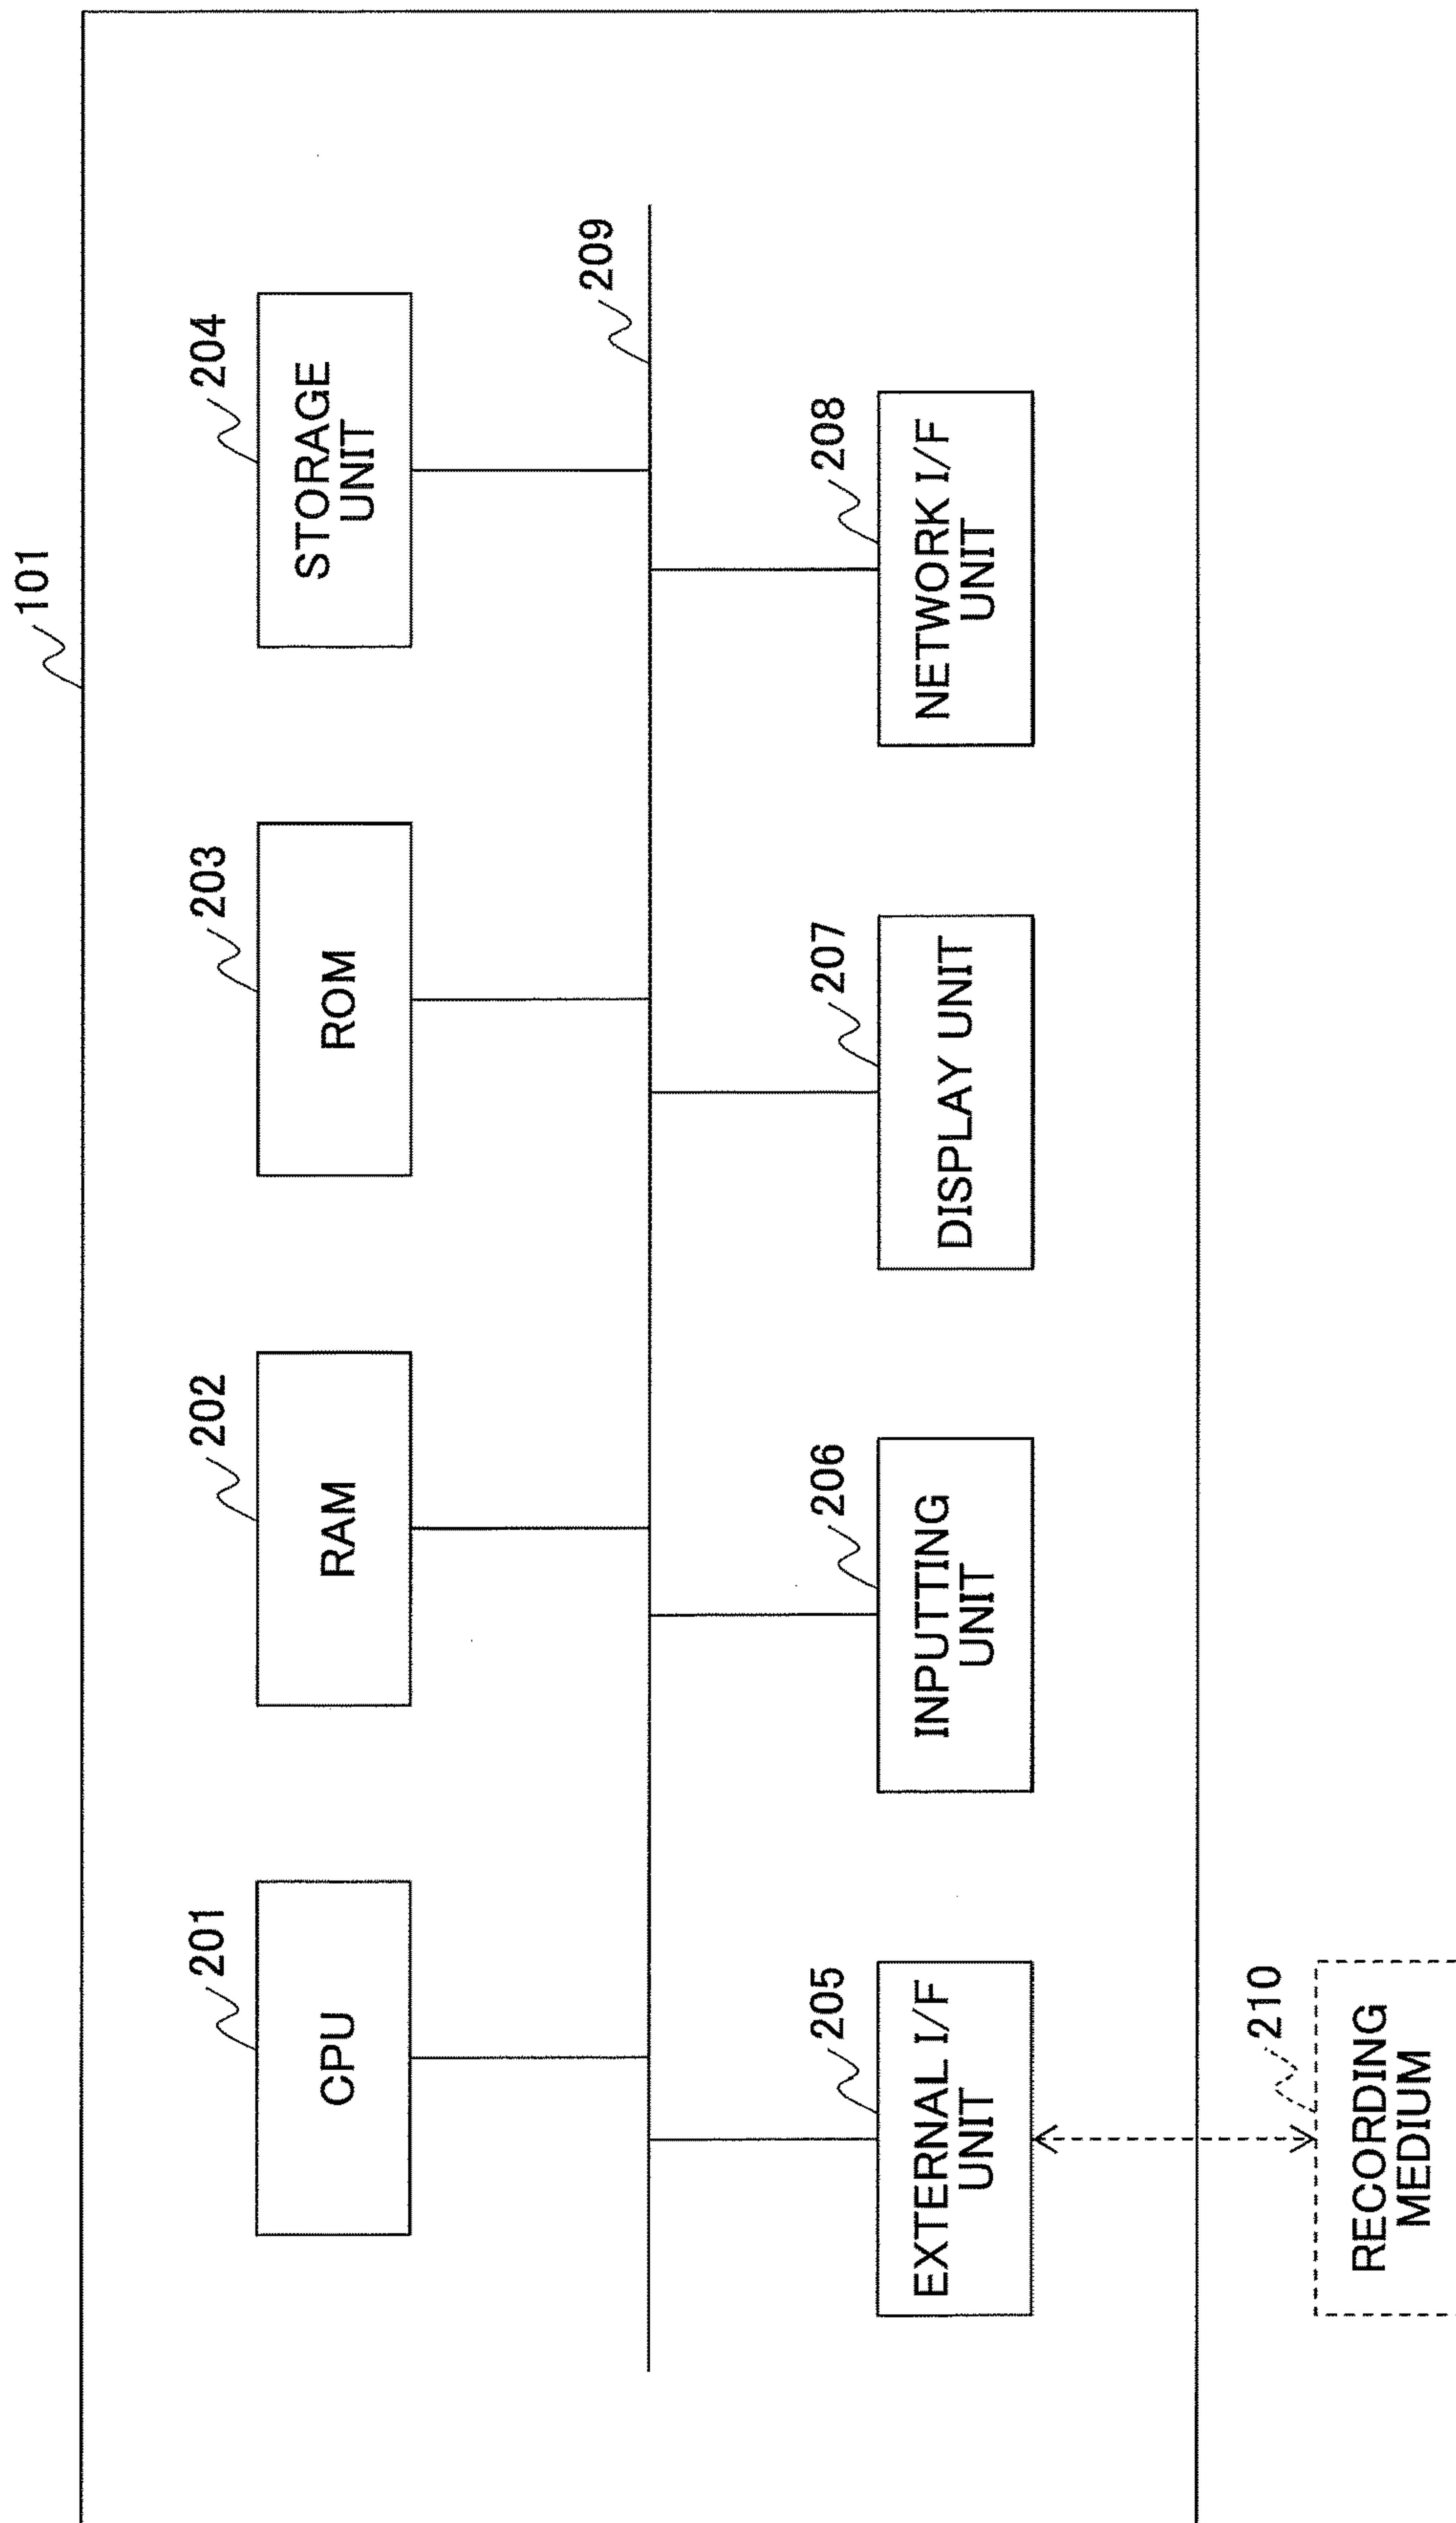 101
201
CPU
202
RAM
203
ROM
204
STORAGE
UNIT
209
205
EXTERNAL I/F
UNIT
206
INPUTTING
UNIT
207
DISPLAY UNIT
208
NETWORK I/F
UNIT
210
RECORDING
MEDIUM